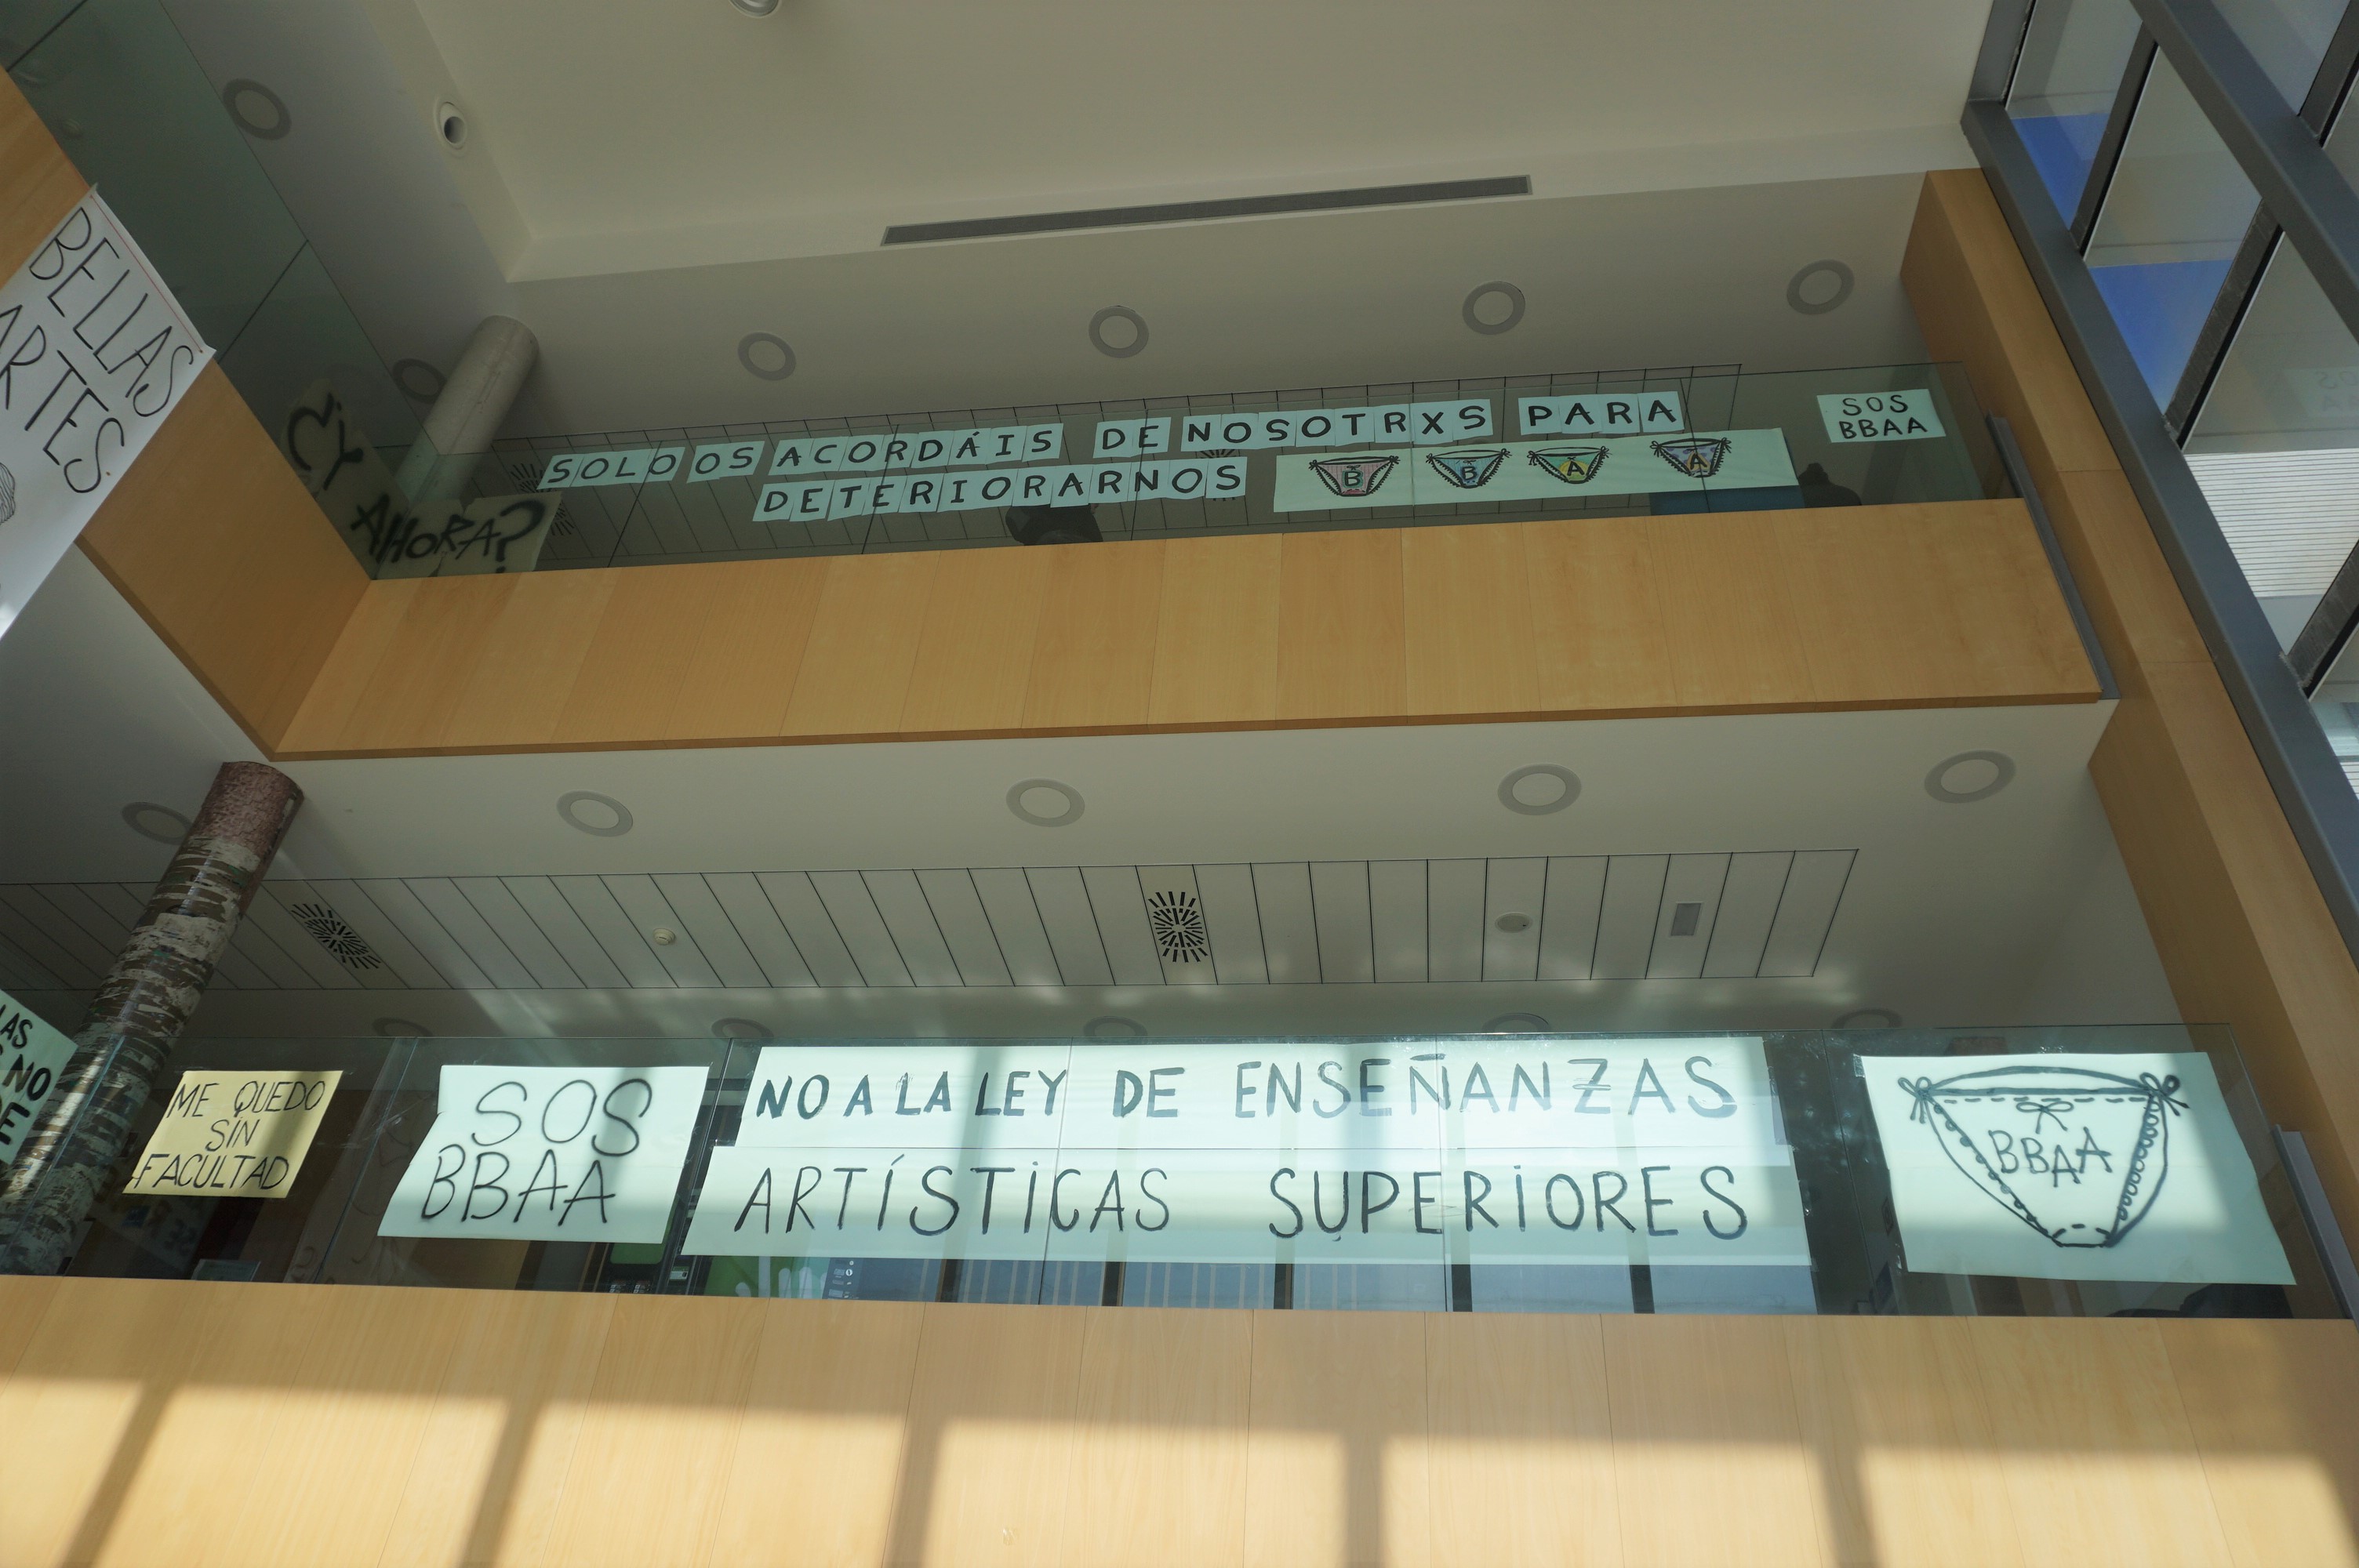 BELLAS
ARTES
¿Y
AHORA?
SOLO OS ACORDÁIS DE NOSOTRXS PARA
DETERIORARNOS
B B A A
SOS
BBAA
NO
ME QUEDO
SIN
FACULTAD
SOS
BBAA
NO A LA LEY DE ENSEÑANZAS
ARTÍSTICAS SUPERIORES
BBAA